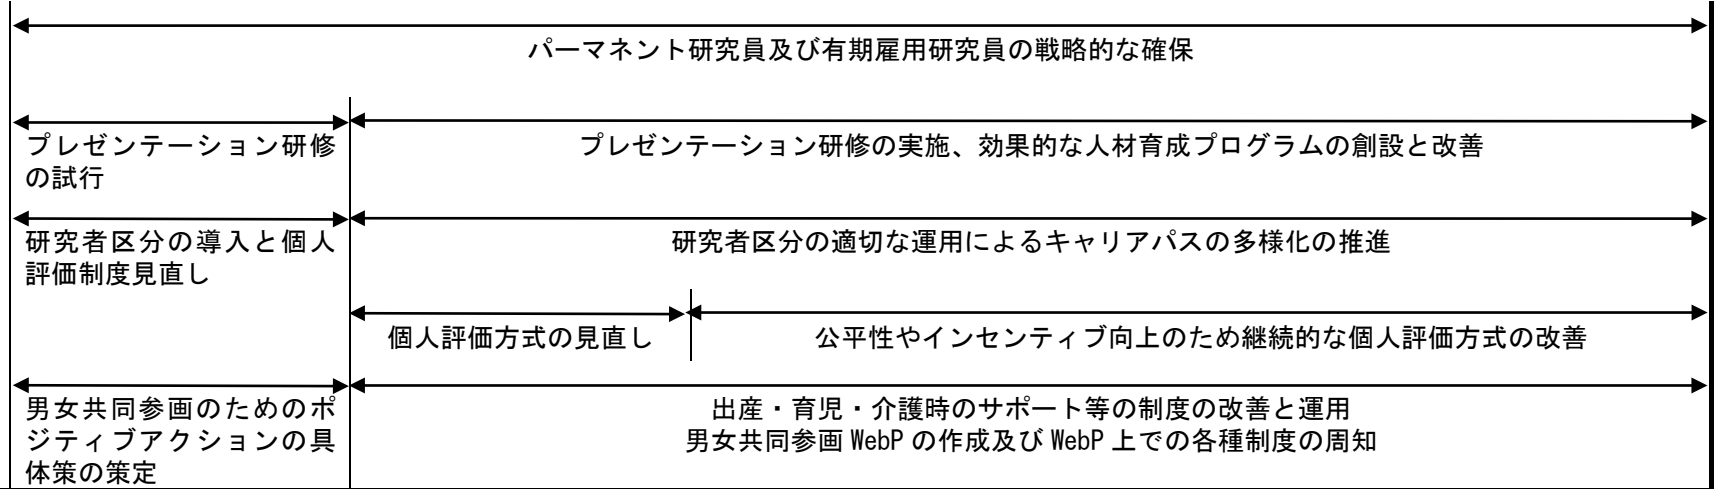 パーマネント研究員及び有期雇用研究員の戦略的な確保
プレゼンテーション研修
の試行
プレゼンテーション研修の実施、効果的な人材育成プログラムの創設と改善
研究者区分の導入と個人
評価制度見直し
研究者区分の適切な運用によるキャリアパスの多様化の推進
個人評価方式の見直し
公平性やインセンティブ向上のため継続的な個人評価方式の改善
男女共同参画のためのポ
ジティブアクションの具
体策の策定
出産・育児・介護時のサポート等の制度の改善と運用
男女共同参画 WebP の作成及び WebP 上での各種制度の周知